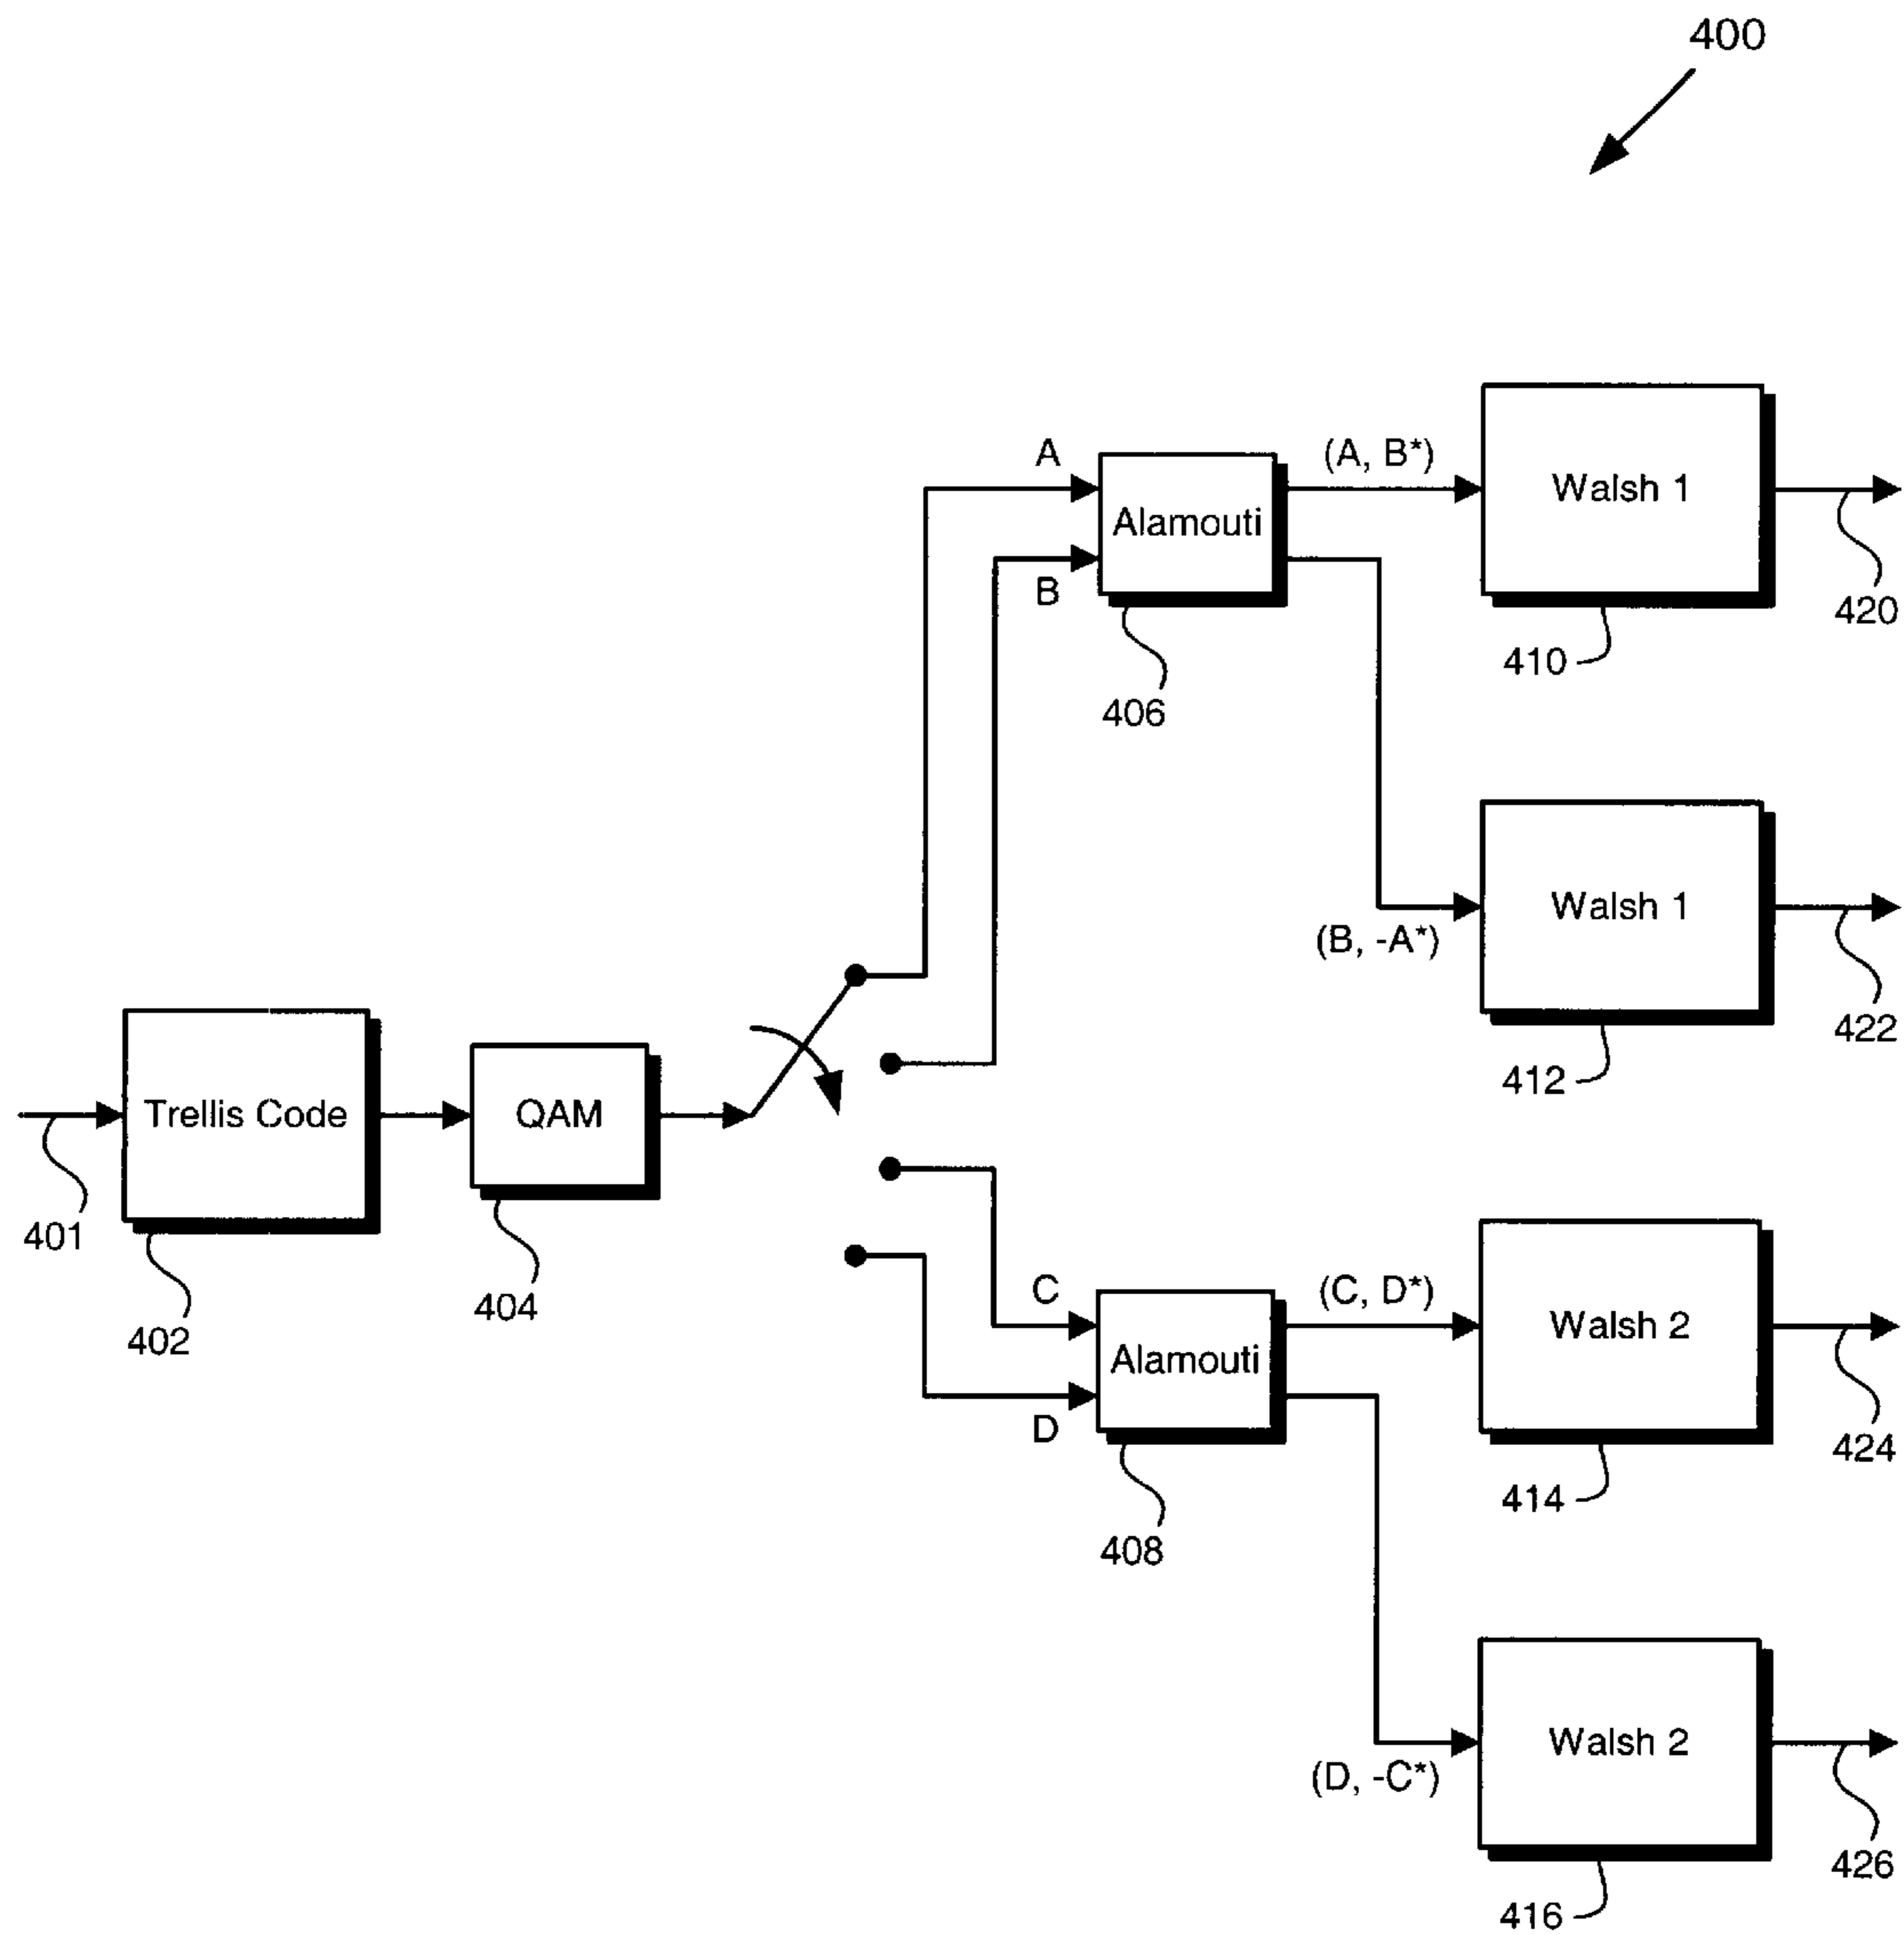 400
A
(A, B*)
Walsh 1
Alamouti
B
420
410
406
Walsh 1
(B, -A*)
422
412
Trellis Code
QAM
401
404
402
C
(C, D*)
Walsh 2
Alamouti
D
424
414
408
Walsh 2
(D, -C*)
426
416